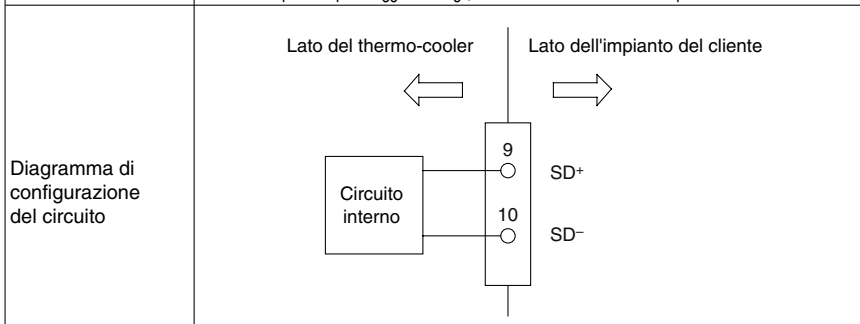 Lato del thermo-cooler
Lato dell'impianto del cliente
Diagramma di
configurazione
del circuito
Circuito
interno
9
SD+
10
SD−